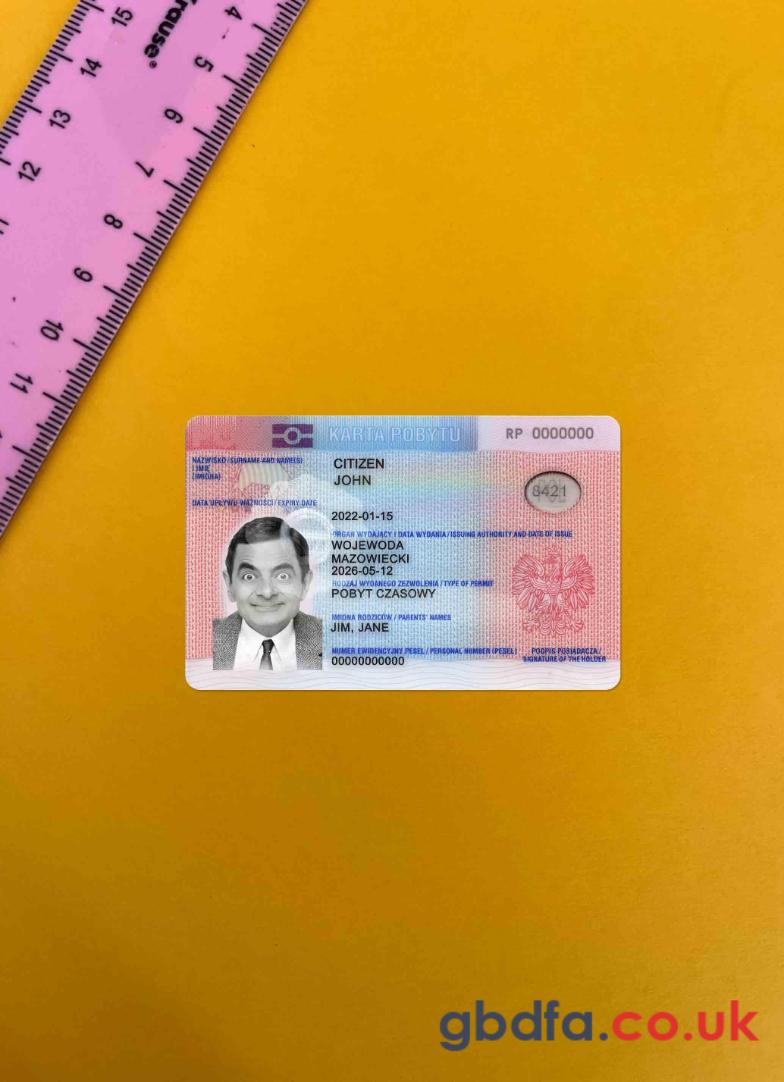 15
14
13
12
11
Krause®
4
5
6
7
8
9
10
11
KARTA POBYTU
RP 0000000
NAZWISKO / SURNAME AND NAME(S)
I IMIĘ
(IMIONA)
CITIZEN
JOHN
8421
DATA UPŁYWU WAŻNOŚCI / EXPIRY DATE
2022-01-15
ORGAN WYDAJĄCY I DATA WYDANIA / ISSUING AUTHORITY AND DATE OF ISSUE
WOJEWODA
MAZOWIECKI
2026-05-12
RODZAJ WYDANEGO ZEZWOLENIA / TYPE OF PERMIT
POBYT CZASOWY
IMIONA RODZICÓW / PARENTS' NAMES
JIM, JANE
NUMER EWIDENCYJNY PESEL / PERSONAL NUMBER (PESEL)
00000000000
PODPIS POSIADACZA /
SIGNATURE OF THE HOLDER
gbdfa.co.uk